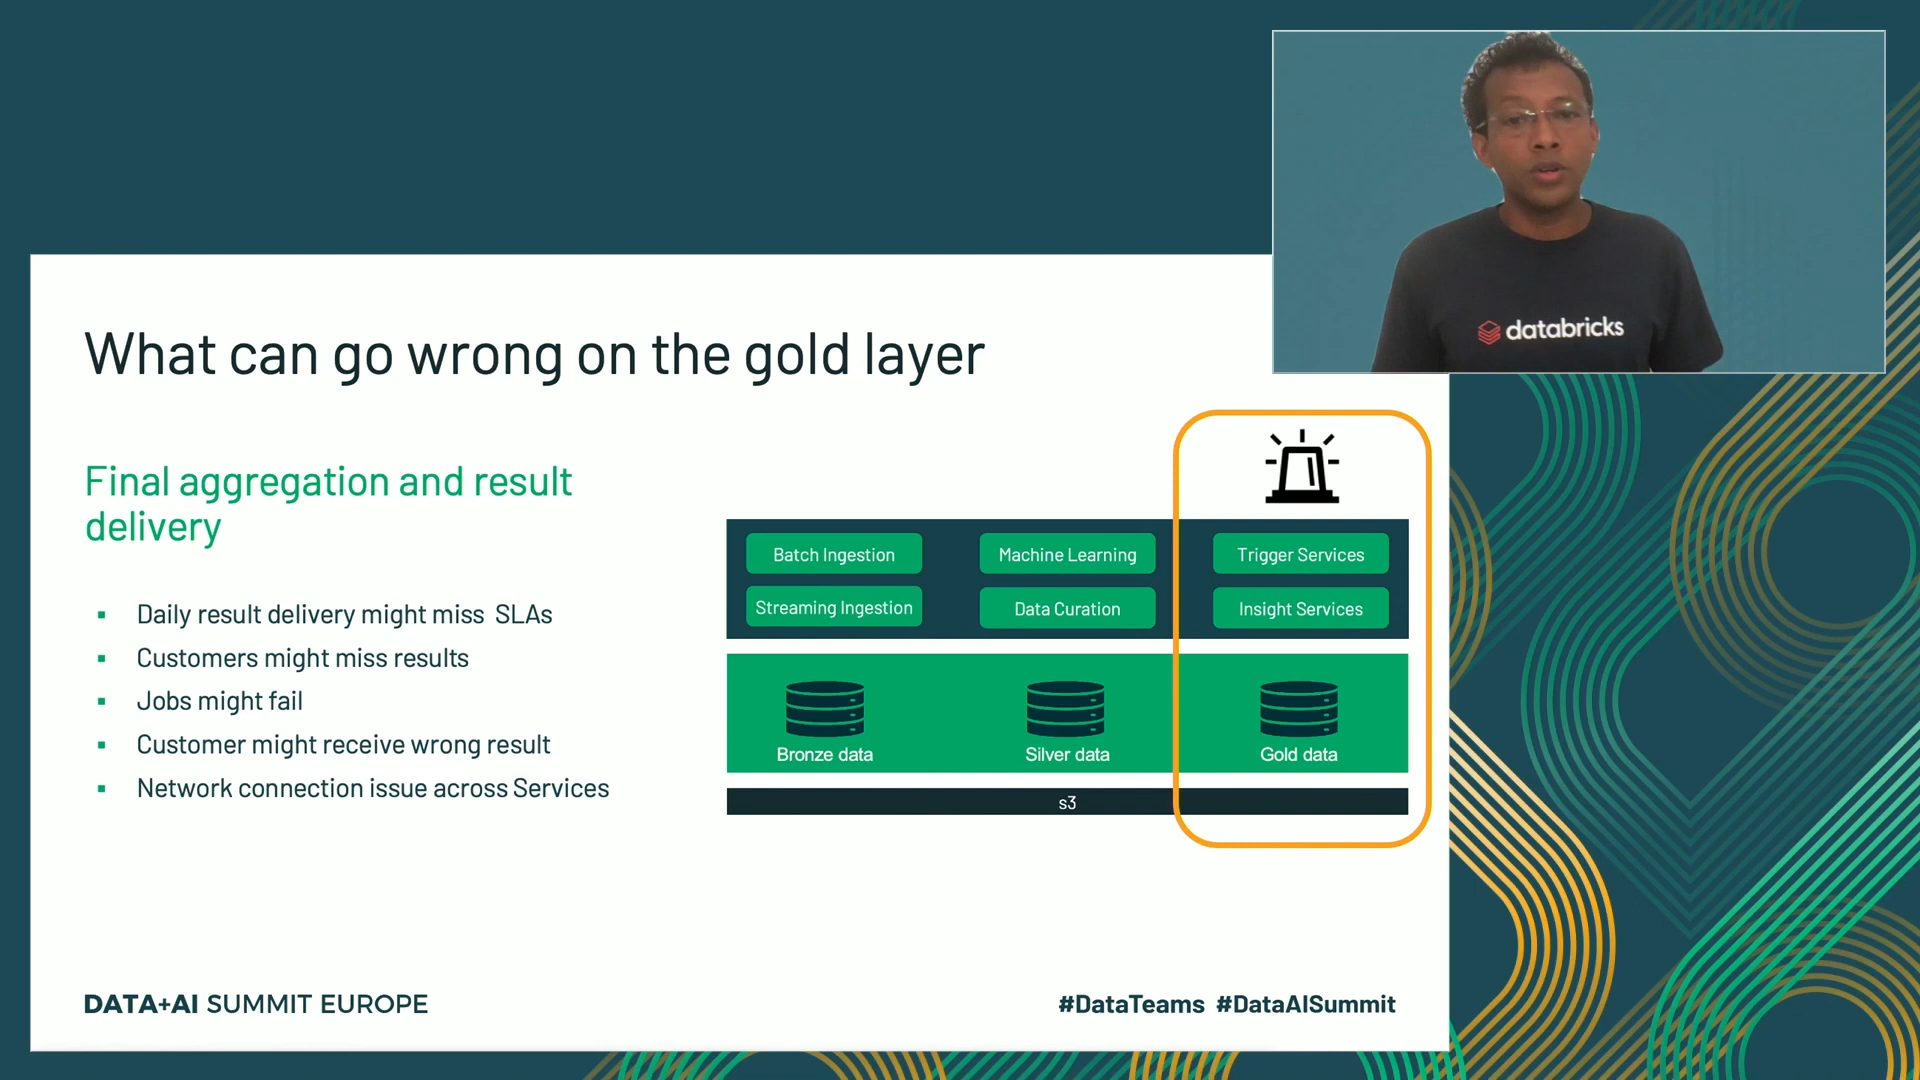 databricks
What can go wrong on the gold layer
Final aggregation and result
delivery
Daily result delivery might miss SLAs
Customers might miss results
Jobs might fail
Customer might receive wrong result
Network connection issue across Services
Batch Ingestion
Machine Learning
Trigger Services
Streaming Ingestion
Data Curation
Insight Services
Bronze data
Silver data
Gold data
s3
DATA+AI SUMMIT EUROPE
#DataTeams #DataAISummit